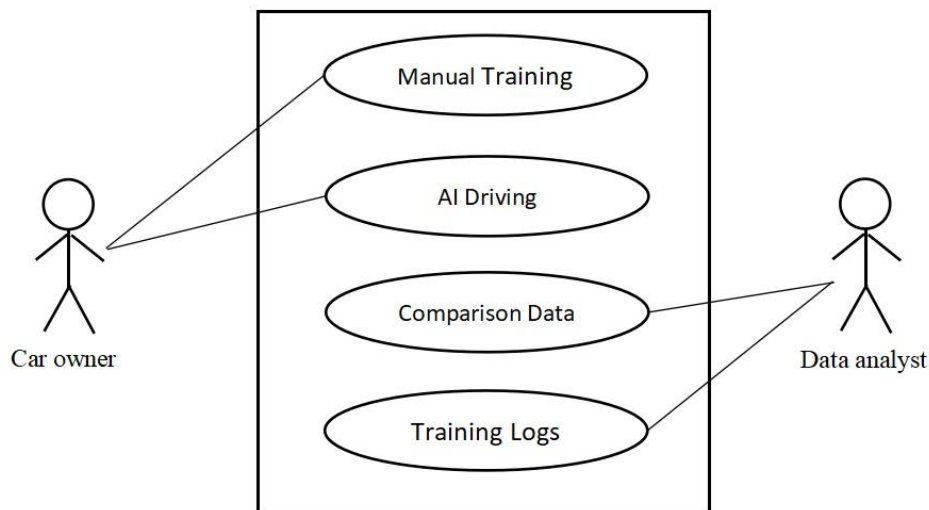 Manual Training
AI Driving
Comparison Data
Car owner
Data analyst
Training Logs